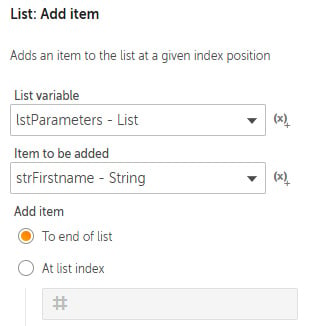 List: Add item
Adds an item to the list at a given index position
List variable
lstParameters - List
(x)+
Item to be added
strFirstname - String
(x)+
Add item
To end of list
At list index
#